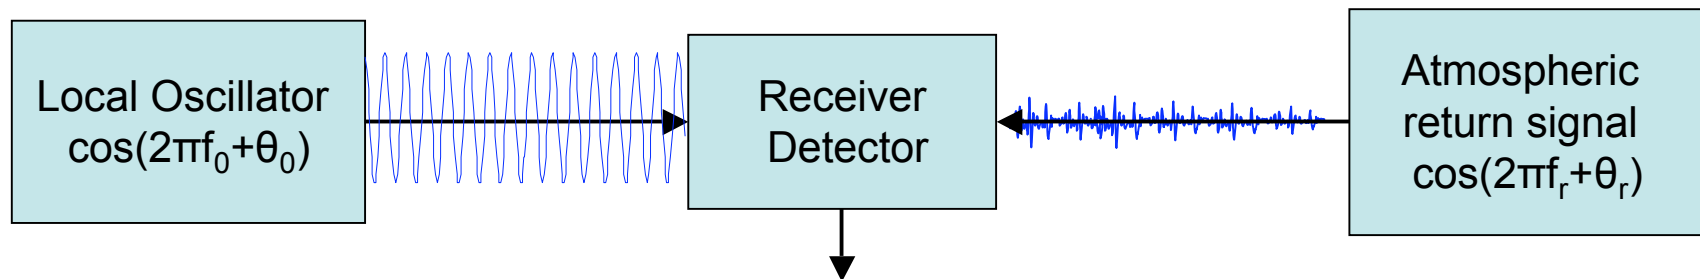 Local Oscillator
cos(2πf₀+θ₀)
Receiver
Detector
Atmospheric
return signal
cos(2πfᵣ+θᵣ)